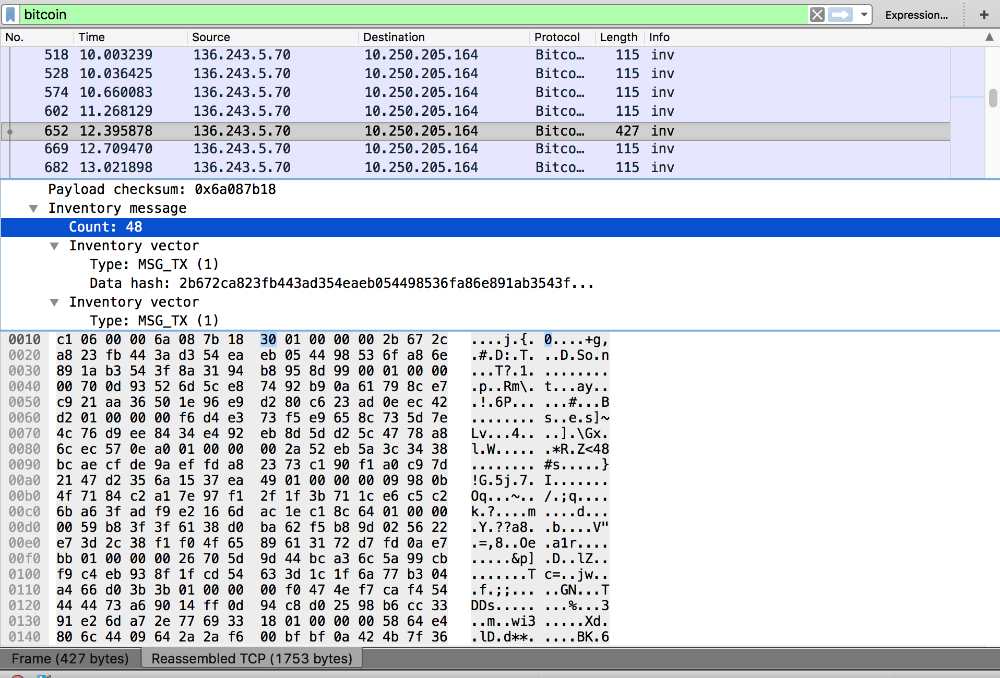 bitcoin Expression... +
No. Time Source Destination Protocol Length Info
518 10.003239 136.243.5.70 10.250.205.164 Bitco… 115 inv
528 10.036425 136.243.5.70 10.250.205.164 Bitco… 115 inv
574 10.660083 136.243.5.70 10.250.205.164 Bitco… 115 inv
602 11.268129 136.243.5.70 10.250.205.164 Bitco… 115 inv
652 12.395878 136.243.5.70 10.250.205.164 Bitco… 427 inv
669 12.709470 136.243.5.70 10.250.205.164 Bitco… 115 inv
682 13.021898 136.243.5.70 10.250.205.164 Bitco… 115 inv
Payload checksum: 0x6a087b18
Inventory message
Count: 48
Inventory vector
Type: MSG_TX (1)
Data hash: 2b672ca823fb443ad354eaeb054498536fa86e891ab3543f...
Inventory vector
Type: MSG_TX (1)
0010 c1 06 00 00 6a 08 7b 18 30 01 00 00 00 2b 67 2c ....j.{. 0....+g,
0020 a8 23 fb 44 3a d3 54 ea eb 05 44 98 53 6f a8 6e .#.D:.T. ..D.So.n
0030 89 1a b3 54 3f 8a 31 94 b8 95 8d 99 00 01 00 00 ...T?.1. ........
0040 00 70 0d 93 52 6d 5c e8 74 92 b9 0a 61 79 8c e7 .p..Rm\. t...ay..
0050 c9 21 aa 36 50 1e 96 e9 d2 80 c6 23 ad 0e ec 42 .!.6P... ...#...B
0060 d2 01 00 00 00 f6 d4 e3 73 f5 e9 65 8c 73 5d 7e ........ s..e.s]~
0070 4c 76 d9 ee 84 34 e4 92 eb 8d 5d d2 5c 47 78 a8 Lv...4.. ..].\Gx.
0080 6c ec 57 0e a0 01 00 00 00 2a 52 eb 5a 3c 34 38 l.W..... .*R.Z<48
0090 bc ae cf de 9a ef fd a8 23 73 c1 90 f1 a0 c9 7d ........ #s.....}
00a0 21 47 d2 35 6a 15 37 ea 49 01 00 00 00 09 98 0b !G.5j.7. I.......
00b0 4f 71 84 c2 a1 7e 97 f1 2f 1f 3b 71 1c e6 c5 c2 Oq...~.. /.;q....
00c0 6b a6 3f ad f9 e2 16 6d ac 1e c1 8c 64 01 00 00 k.?....m ....d...
00d0 00 59 b8 3f 3f 61 38 d0 ba 62 f5 b8 9d 02 56 22 .Y.??a8. .b....V"
00e0 e7 3d 2c 38 f1 f0 4f 65 89 61 31 72 d7 fd 0a e7 .=,8..Oe .a1r....
00f0 bb 01 00 00 00 26 70 5d 9d 44 bc a3 6c 5a 99 cb .....&p] .D..lZ..
0100 f9 c4 eb 93 8f 1f cd 54 63 3d 1c 1f 6a 77 b3 04 .......T c=..jw..
0110 a4 66 d0 3b 3b 01 00 00 00 f0 47 4e f7 ca f4 54 .f.;;... ..GN...T
0120 44 44 73 a6 90 14 ff 0d 94 c8 d0 25 98 b6 cc 33 DDs..... ...%...3
0130 91 e2 6d a7 2e 77 69 33 18 01 00 00 00 58 64 e4 ..m..wi3 .....Xd.
0140 80 6c 44 09 64 2a 2a f6 00 bf bf 0a 42 4b 7f 36 .lD.d**. ....BK.6
Frame (427 bytes) Reassembled TCP (1753 bytes)